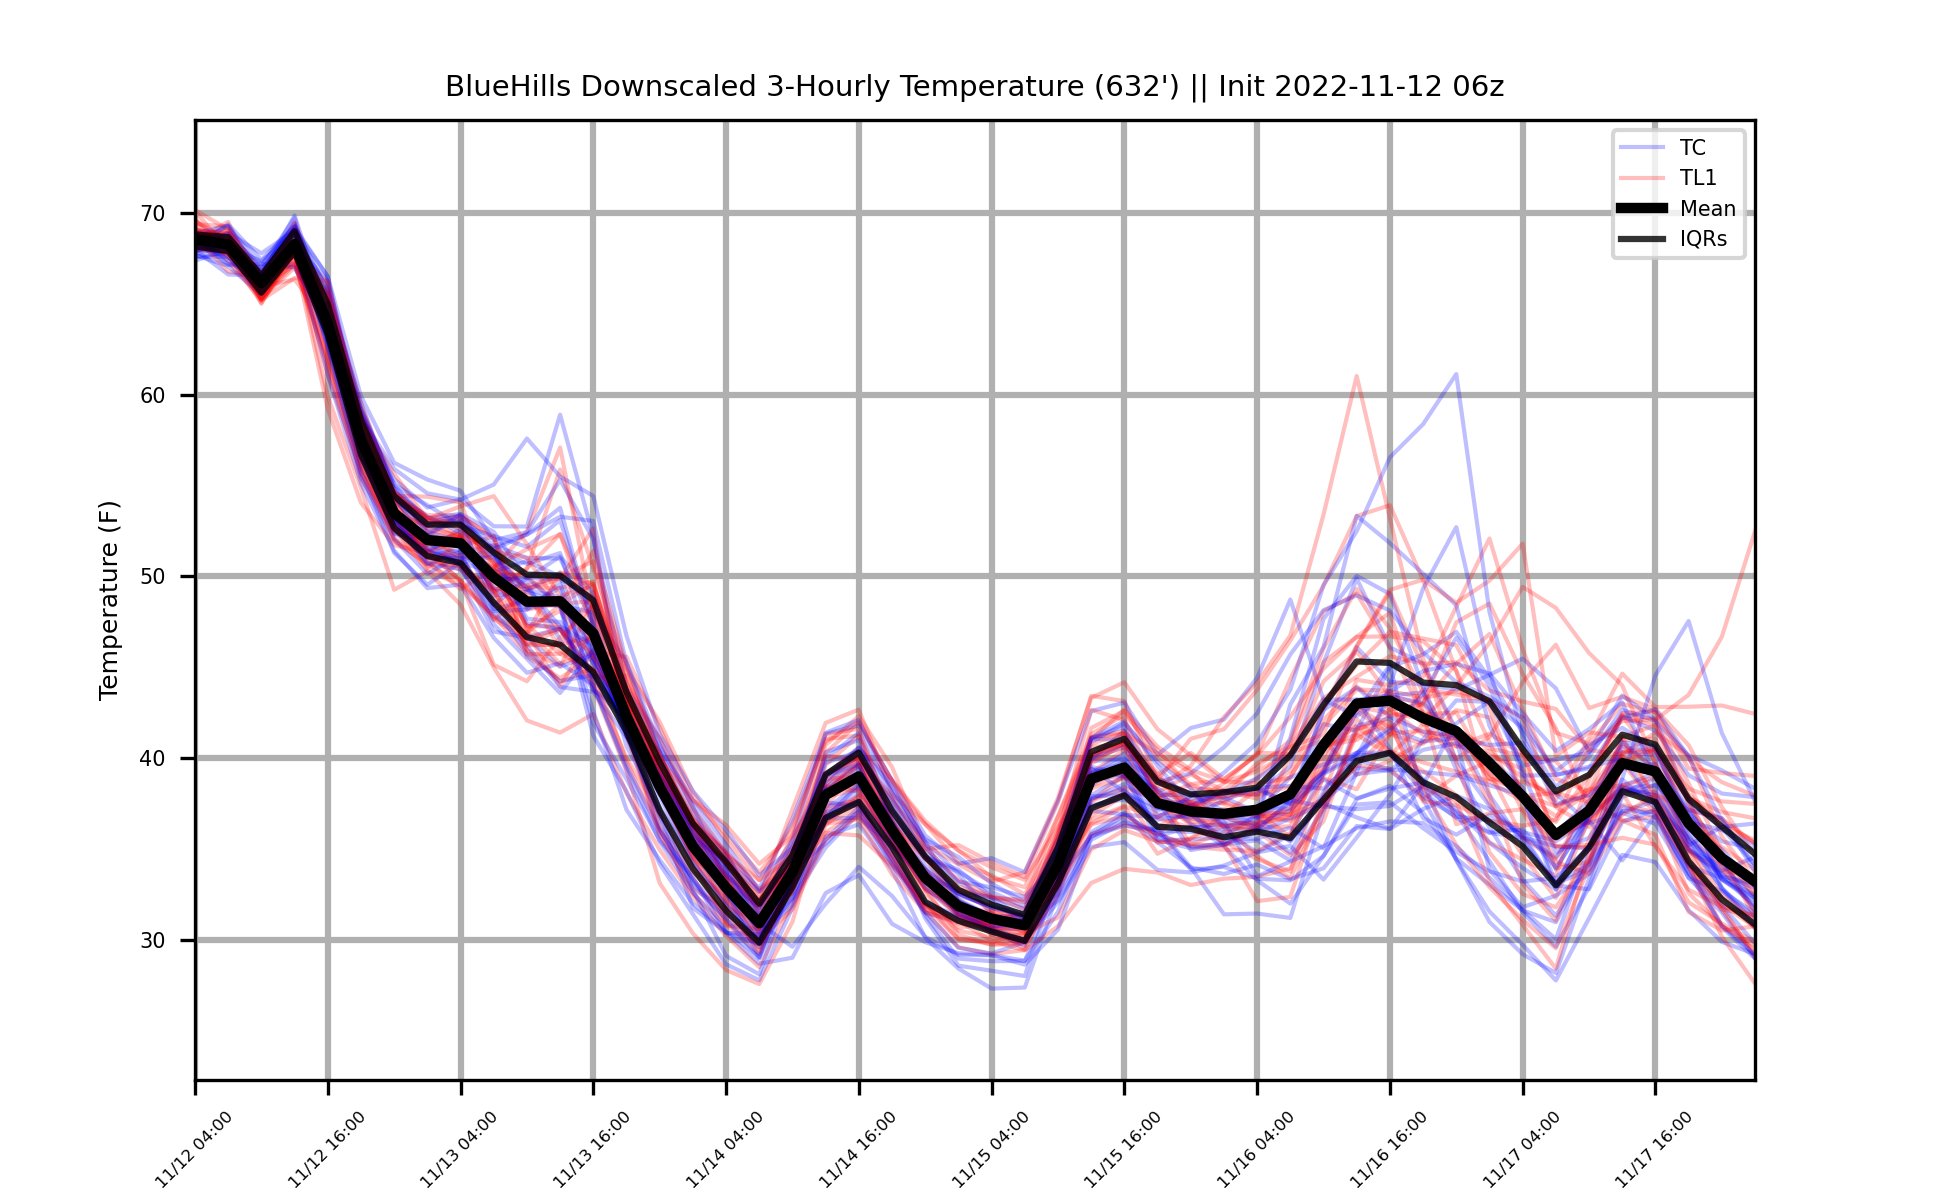 BlueHills Downscaled 3-Hourly Temperature (632') || Init 2022-11-12 06z
TC
TL1
Mean
IQRs
Temperature (F)
70
60
50
40
30
11/12 04:00
11/12 16:00
11/13 04:00
11/13 16:00
11/14 04:00
11/14 16:00
11/15 04:00
11/15 16:00
11/16 04:00
11/16 16:00
11/17 04:00
11/17 16:00